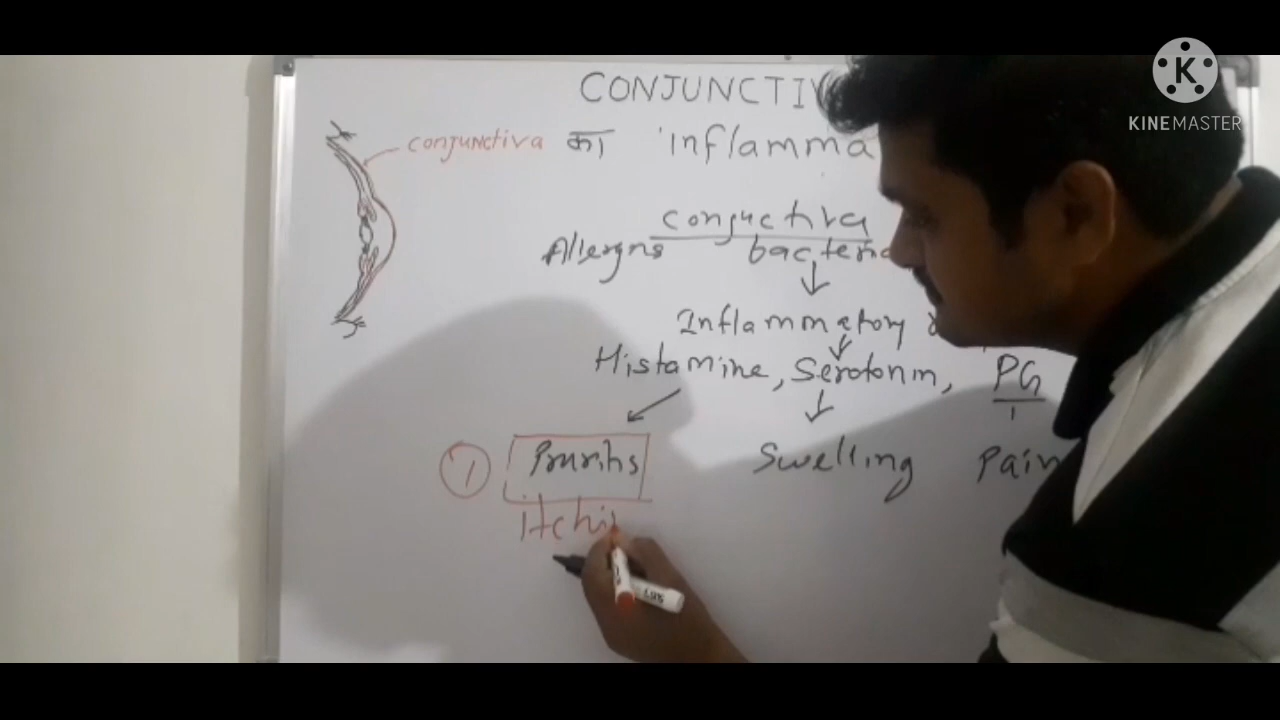 CONJUNCTIV
KINEMASTER
conjunctiva का inflamma
conjuctiva
Allergns bacteria
Inflammatory
Histamine, Serotonin, PG
1 Pruritis Swelling Pain
itchi